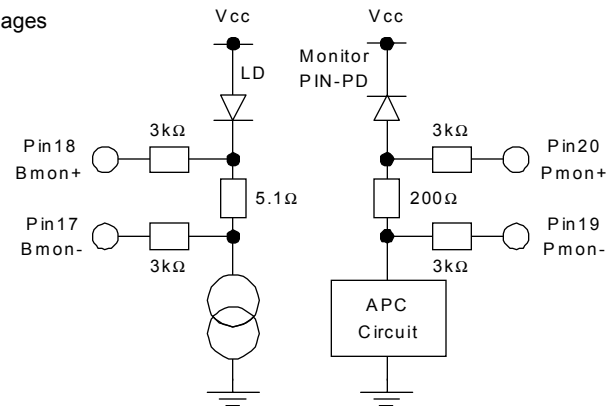 ages
Vcc
LD
3kΩ
Pin18
Bmon+
5.1Ω
Pin17
Bmon-
3kΩ
Vcc
Monitor
PIN-PD
3kΩ
Pin20
Pmon+
200Ω
Pin19
Pmon-
3kΩ
APC
Circuit